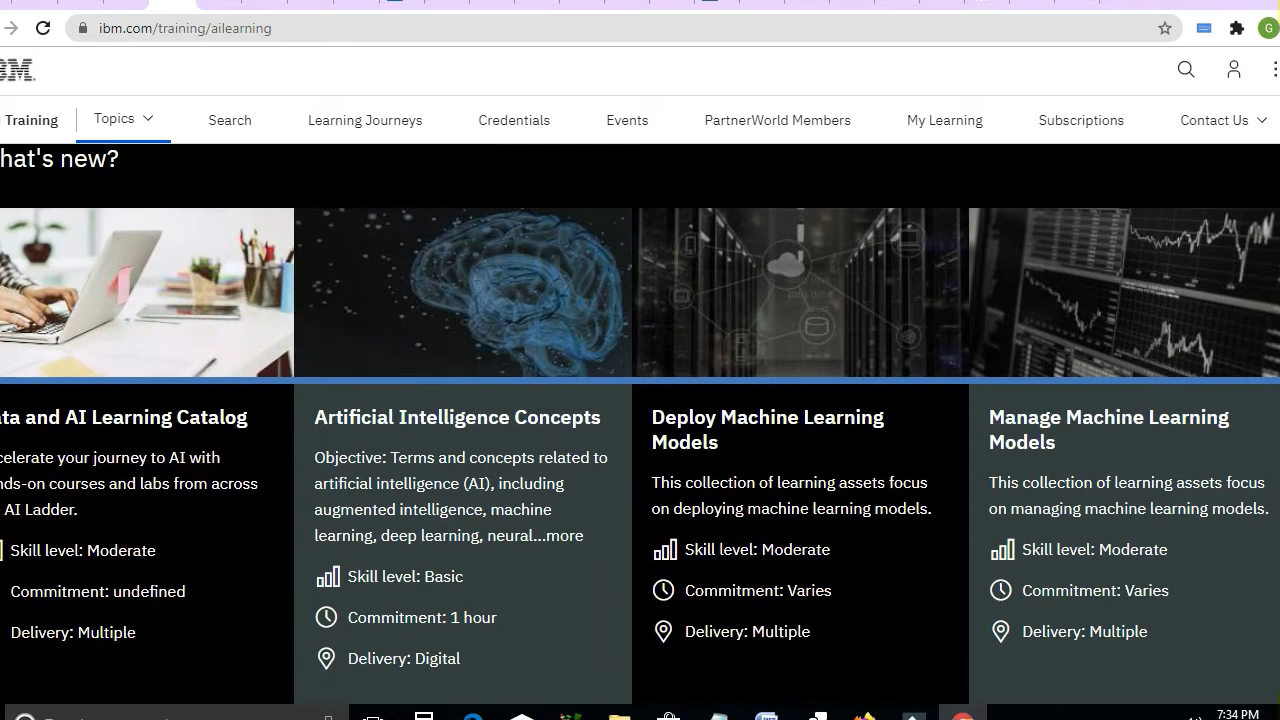 ibm.com/training/ailearning
G
IBM.
Training
Topics
Search
Learning Journeys
Credentials
Events
PartnerWorld Members
My Learning
Subscriptions
Contact Us
hat's new?
ta and AI Learning Catalog
celerate your journey to AI with
nds-on courses and labs from across
AI Ladder.
Skill level: Moderate
Commitment: undefined
Delivery: Multiple
Artificial Intelligence Concepts
Objective: Terms and concepts related to
artificial intelligence (AI), including
augmented intelligence, machine
learning, deep learning, neural...more
Skill level: Basic
Commitment: 1 hour
Delivery: Digital
Deploy Machine Learning
Models
This collection of learning assets focus
on deploying machine learning models.
Skill level: Moderate
Commitment: Varies
Delivery: Multiple
Manage Machine Learning
Models
This collection of learning assets focus
on managing machine learning models.
Skill level: Moderate
Commitment: Varies
Delivery: Multiple
7:34 PM